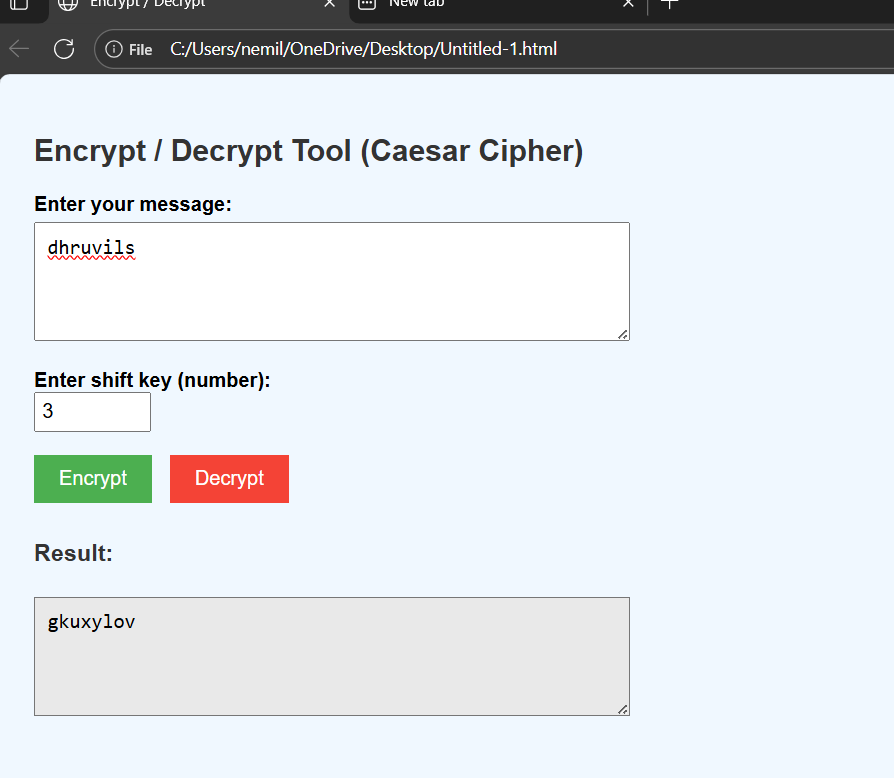 Encrypt / Decrypt
New tab
File C:/Users/nemil/OneDrive/Desktop/Untitled-1.html
Encrypt / Decrypt Tool (Caesar Cipher)
Enter your message:
dhruvils
Enter shift key (number):
3
Encrypt Decrypt
Result:
gkuxylov